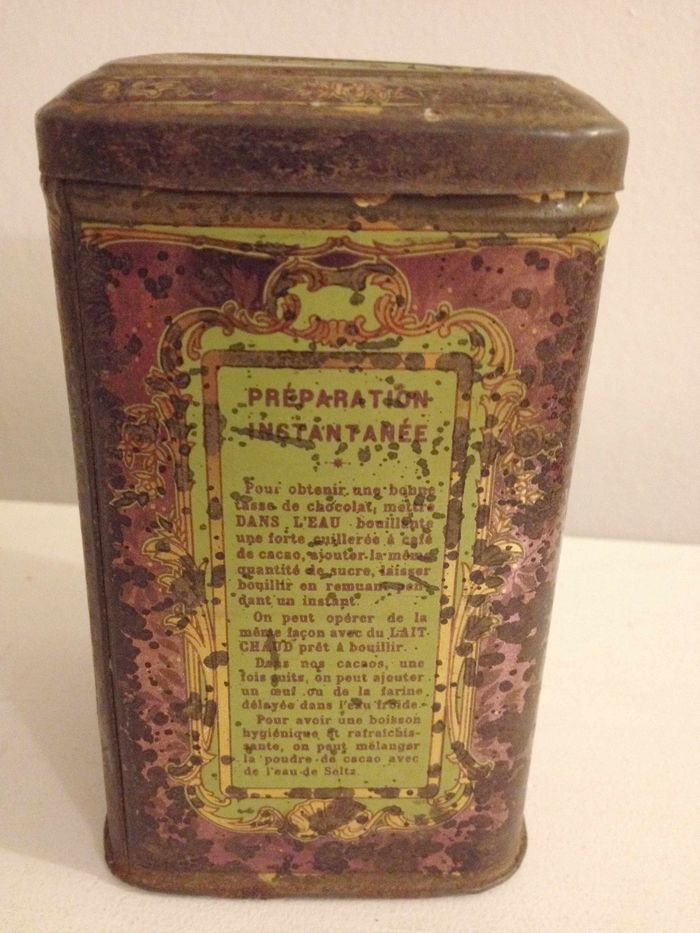 PRÉPARATION
INSTANTANÉE
Pour obtenir une bonne
tasse de chocolat, mettre
DANS L'EAU bouillante
une forte cuillerée à café
de cacao, ajouter la même
quantité de sucre, laisser
bouillir en remuant pen-
dant un instant.
On peut opérer de la
même façon avec du LAIT
CHAUD prêt à bouillir.
Dans nos cacaos, une
fois cuits, on peut ajouter
un œuf ou de la farine
délayée dans l'eau froide.
Pour avoir une boisson
hygiénique et rafraîchis-
sante, on peut mélanger
la poudre de cacao avec
de l'eau de Seltz